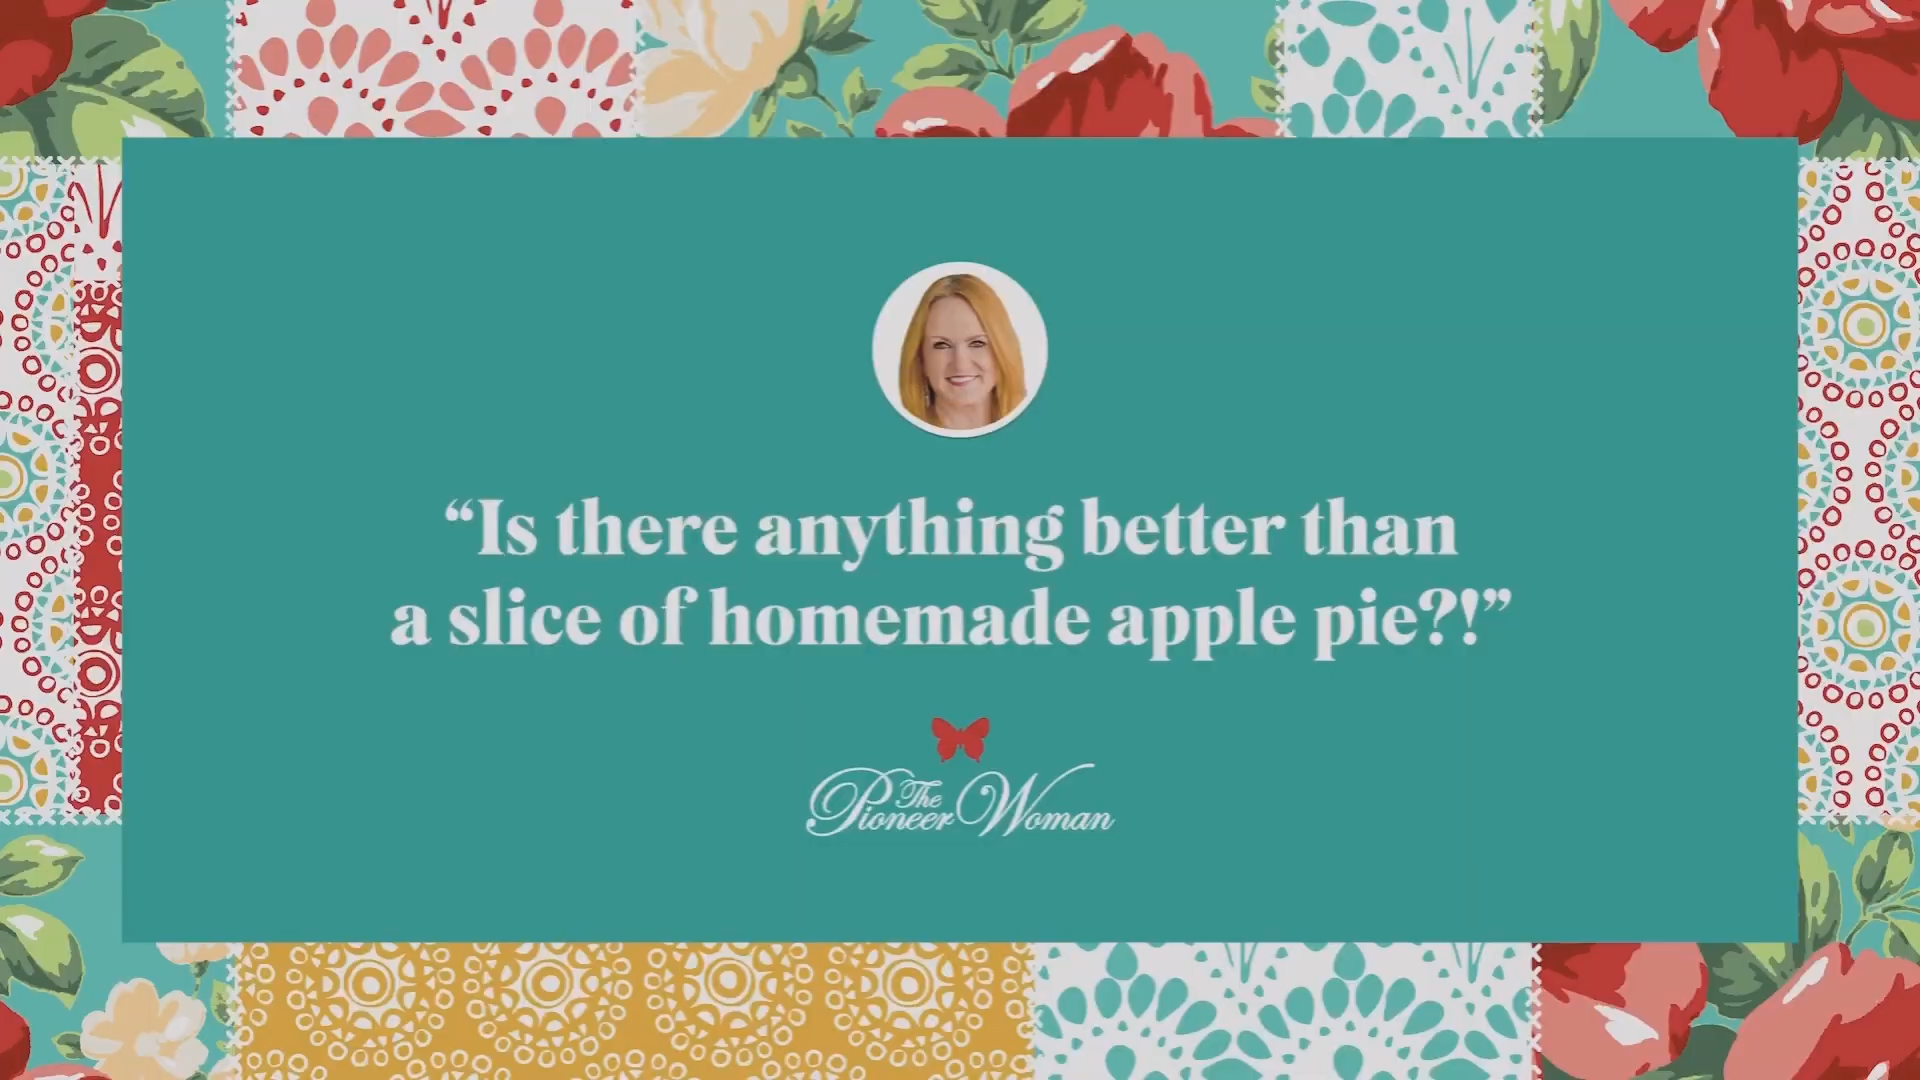 “Is there anything better than
a slice of homemade apple pie?!”
The
Pioneer Woman